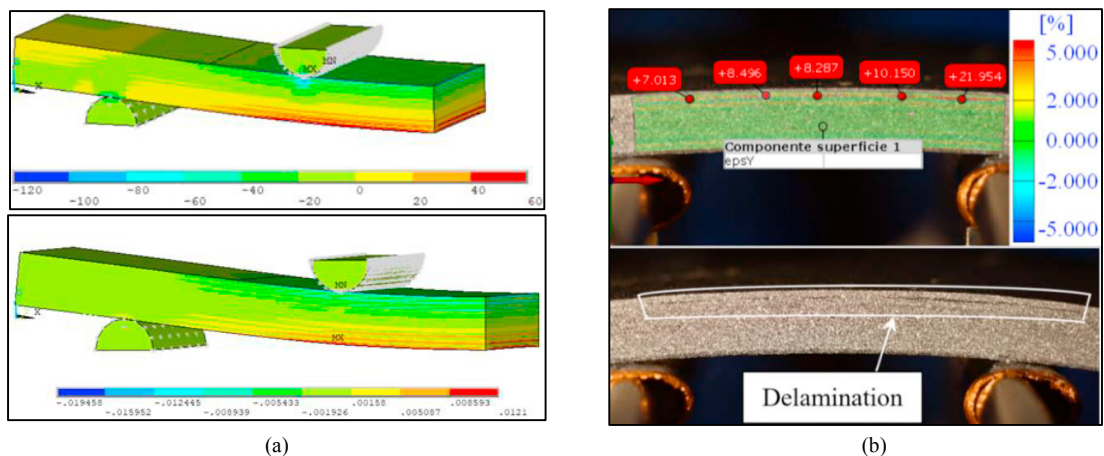 MN
MX
X
-120
-80
-40
0
40
-100
-60
-20
20
60
MN
X
MX
-.019458
-.012445
-.005433
.00158
.008593
-.015952
-.008939
-.001926
.005087
.0121
(a)
[%]
5.000
2.000
0.000
-2.000
-5.000
+7.013
+8.496
+8.287
+10.150
+21.954
Componente superficie 1
epsY
Delamination
(b)